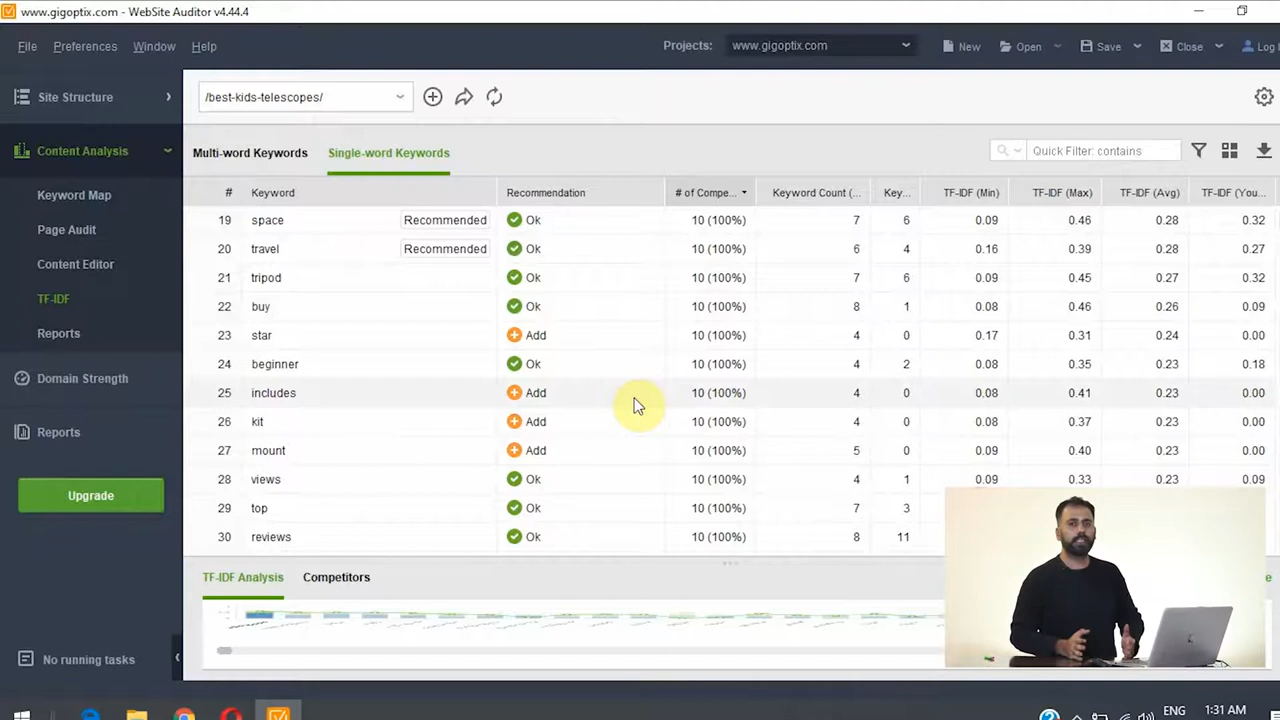 www.gigoptix.com - WebSite Auditor v4.44.4
File Preferences Window Help Projects: www.gigoptix.com New Open Save Close Log
Site Structure
/best-kids-telescopes/
Content Analysis
Multi-word Keywords Single-word Keywords Quick Filter: contains
Keyword Map
Page Audit
Content Editor
TF-IDF
Reports
Domain Strength
Reports
Upgrade
No running tasks
# Keyword Recommendation # of Compe... Keyword Count (... Key... TF-IDF (Min) TF-IDF (Max) TF-IDF (Avg) TF-IDF (You...
19 space Recommended Ok 10 (100%) 7 6 0.09 0.46 0.28 0.32
20 travel Recommended Ok 10 (100%) 6 4 0.16 0.39 0.28 0.27
21 tripod Ok 10 (100%) 7 6 0.09 0.45 0.27 0.32
22 buy Ok 10 (100%) 8 1 0.08 0.46 0.26 0.09
23 star Add 10 (100%) 4 0 0.17 0.31 0.24 0.00
24 beginner Ok 10 (100%) 4 2 0.08 0.35 0.23 0.18
25 includes Add 10 (100%) 4 0 0.08 0.41 0.23 0.00
26 kit Add 10 (100%) 4 0 0.08 0.37 0.23 0.00
27 mount Add 10 (100%) 5 0 0.09 0.40 0.23 0.00
28 views Ok 10 (100%) 4 1 0.09 0.33 0.23 0.09
29 top Ok 10 (100%) 7 3
30 reviews Ok 10 (100%) 8 11
TF-IDF Analysis Competitors
ENG 1:31 AM